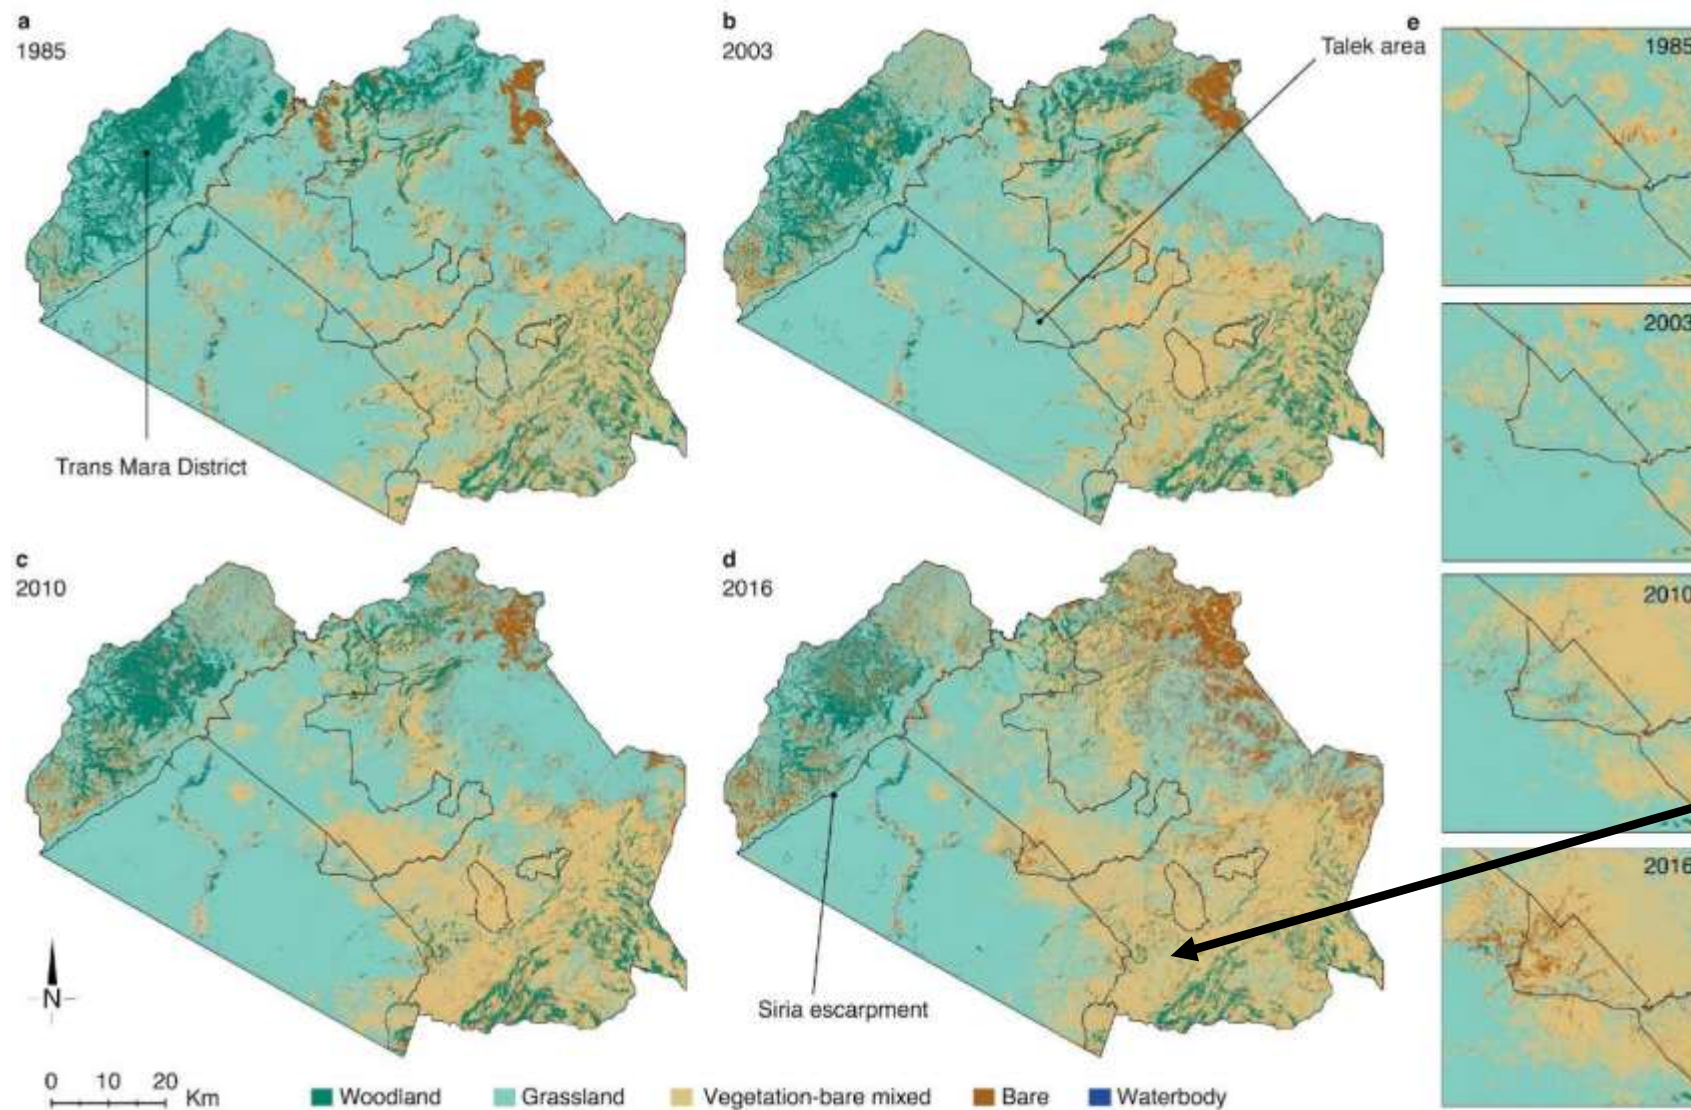 a
1985
b
2003
Talek area
e
1985
Trans Mara District
2003
c
2010
d
2016
2010
2016
Siria escarpment
N
0 10 20 Km
Woodland Grassland Vegetation-bare mixed Bare Waterbody